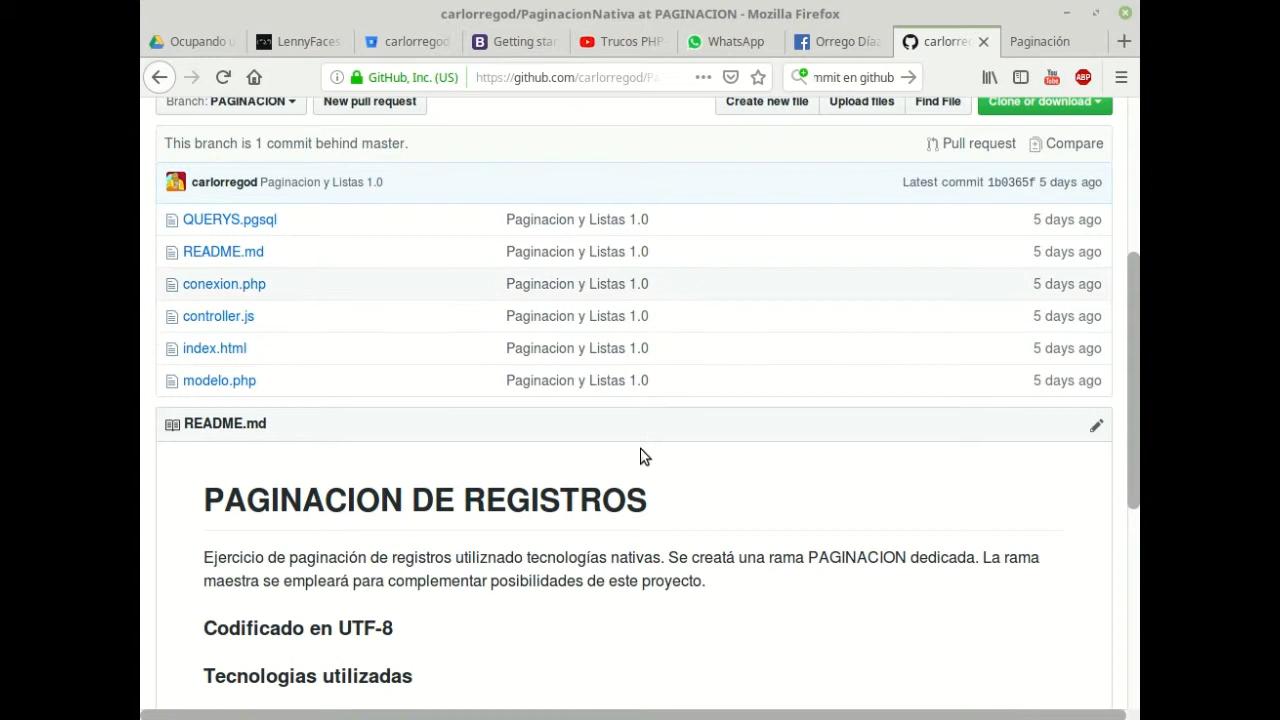 carlorregod/PaginacionNativa at PAGINACION - Mozilla Firefox
Ocupando u LennyFaces carlorregod Getting star Trucos PHP WhatsApp Orrego Díaz carlorreg Paginación
GitHub, Inc. (US) https://github.com/carlorregod/Pa mmit en github
Branch: PAGINACION New pull request Create new file Upload files Find File Clone or download
This branch is 1 commit behind master. Pull request Compare
carlorregod Paginacion y Listas 1.0 Latest commit 1b0365f 5 days ago
QUERYS.pgsql Paginacion y Listas 1.0 5 days ago
README.md Paginacion y Listas 1.0 5 days ago
conexion.php Paginacion y Listas 1.0 5 days ago
controller.js Paginacion y Listas 1.0 5 days ago
index.html Paginacion y Listas 1.0 5 days ago
modelo.php Paginacion y Listas 1.0 5 days ago
README.md
PAGINACION DE REGISTROS
Ejercicio de paginación de registros utiliznado tecnologías nativas. Se creatá una rama PAGINACION dedicada. La rama
maestra se empleará para complementar posibilidades de este proyecto.
Codificado en UTF-8
Tecnologias utilizadas